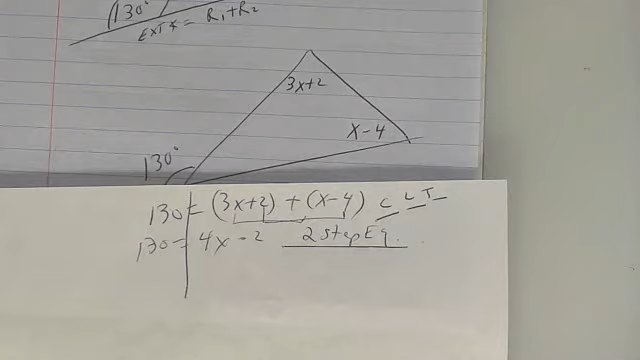 130°
EXT∡ = R₁+R₂
3x+2
x-4
130°
130 = (3x+2) + (x-4) C L T
130 = 4x-2 2 Step Eq.